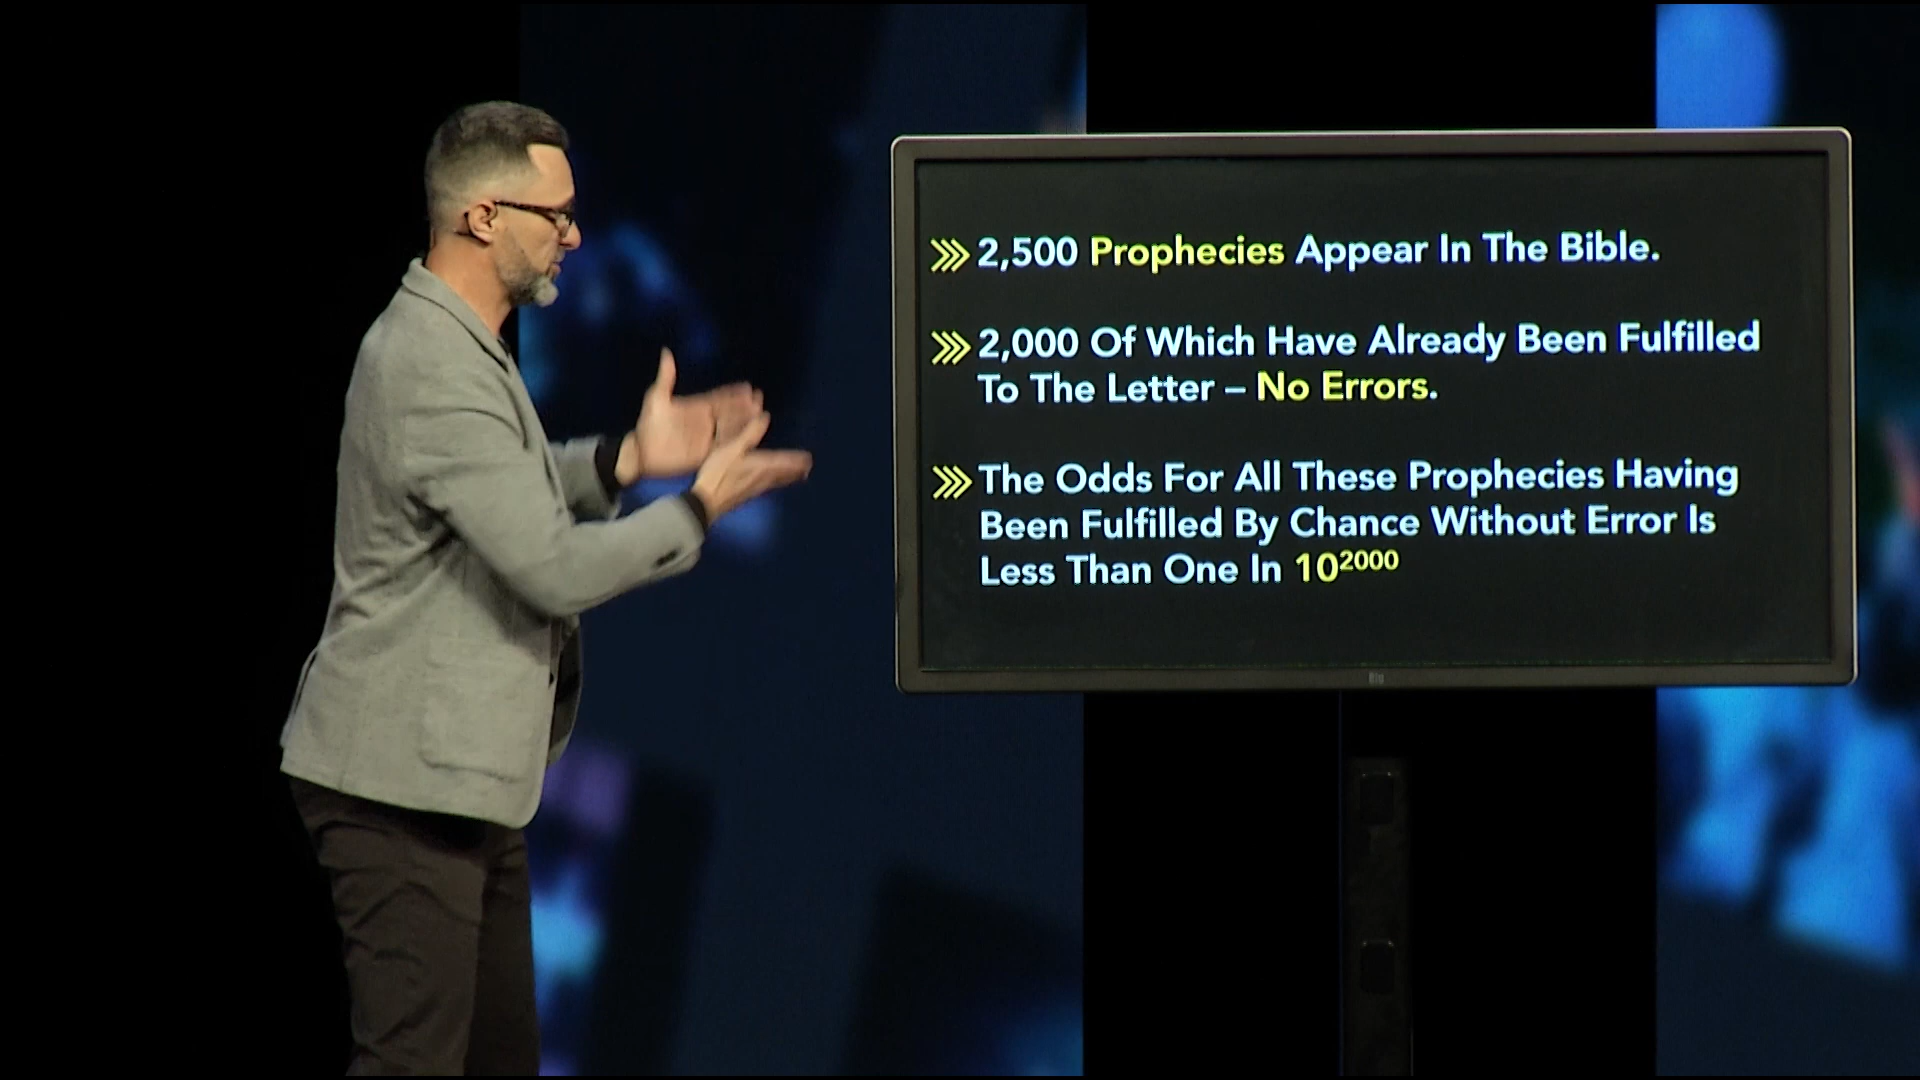 2,500 Prophecies Appear In The Bible.
2,000 Of Which Have Already Been Fulfilled
To The Letter – No Errors.
The Odds For All These Prophecies Having
Been Fulfilled By Chance Without Error Is
Less Than One In 10²⁰⁰⁰